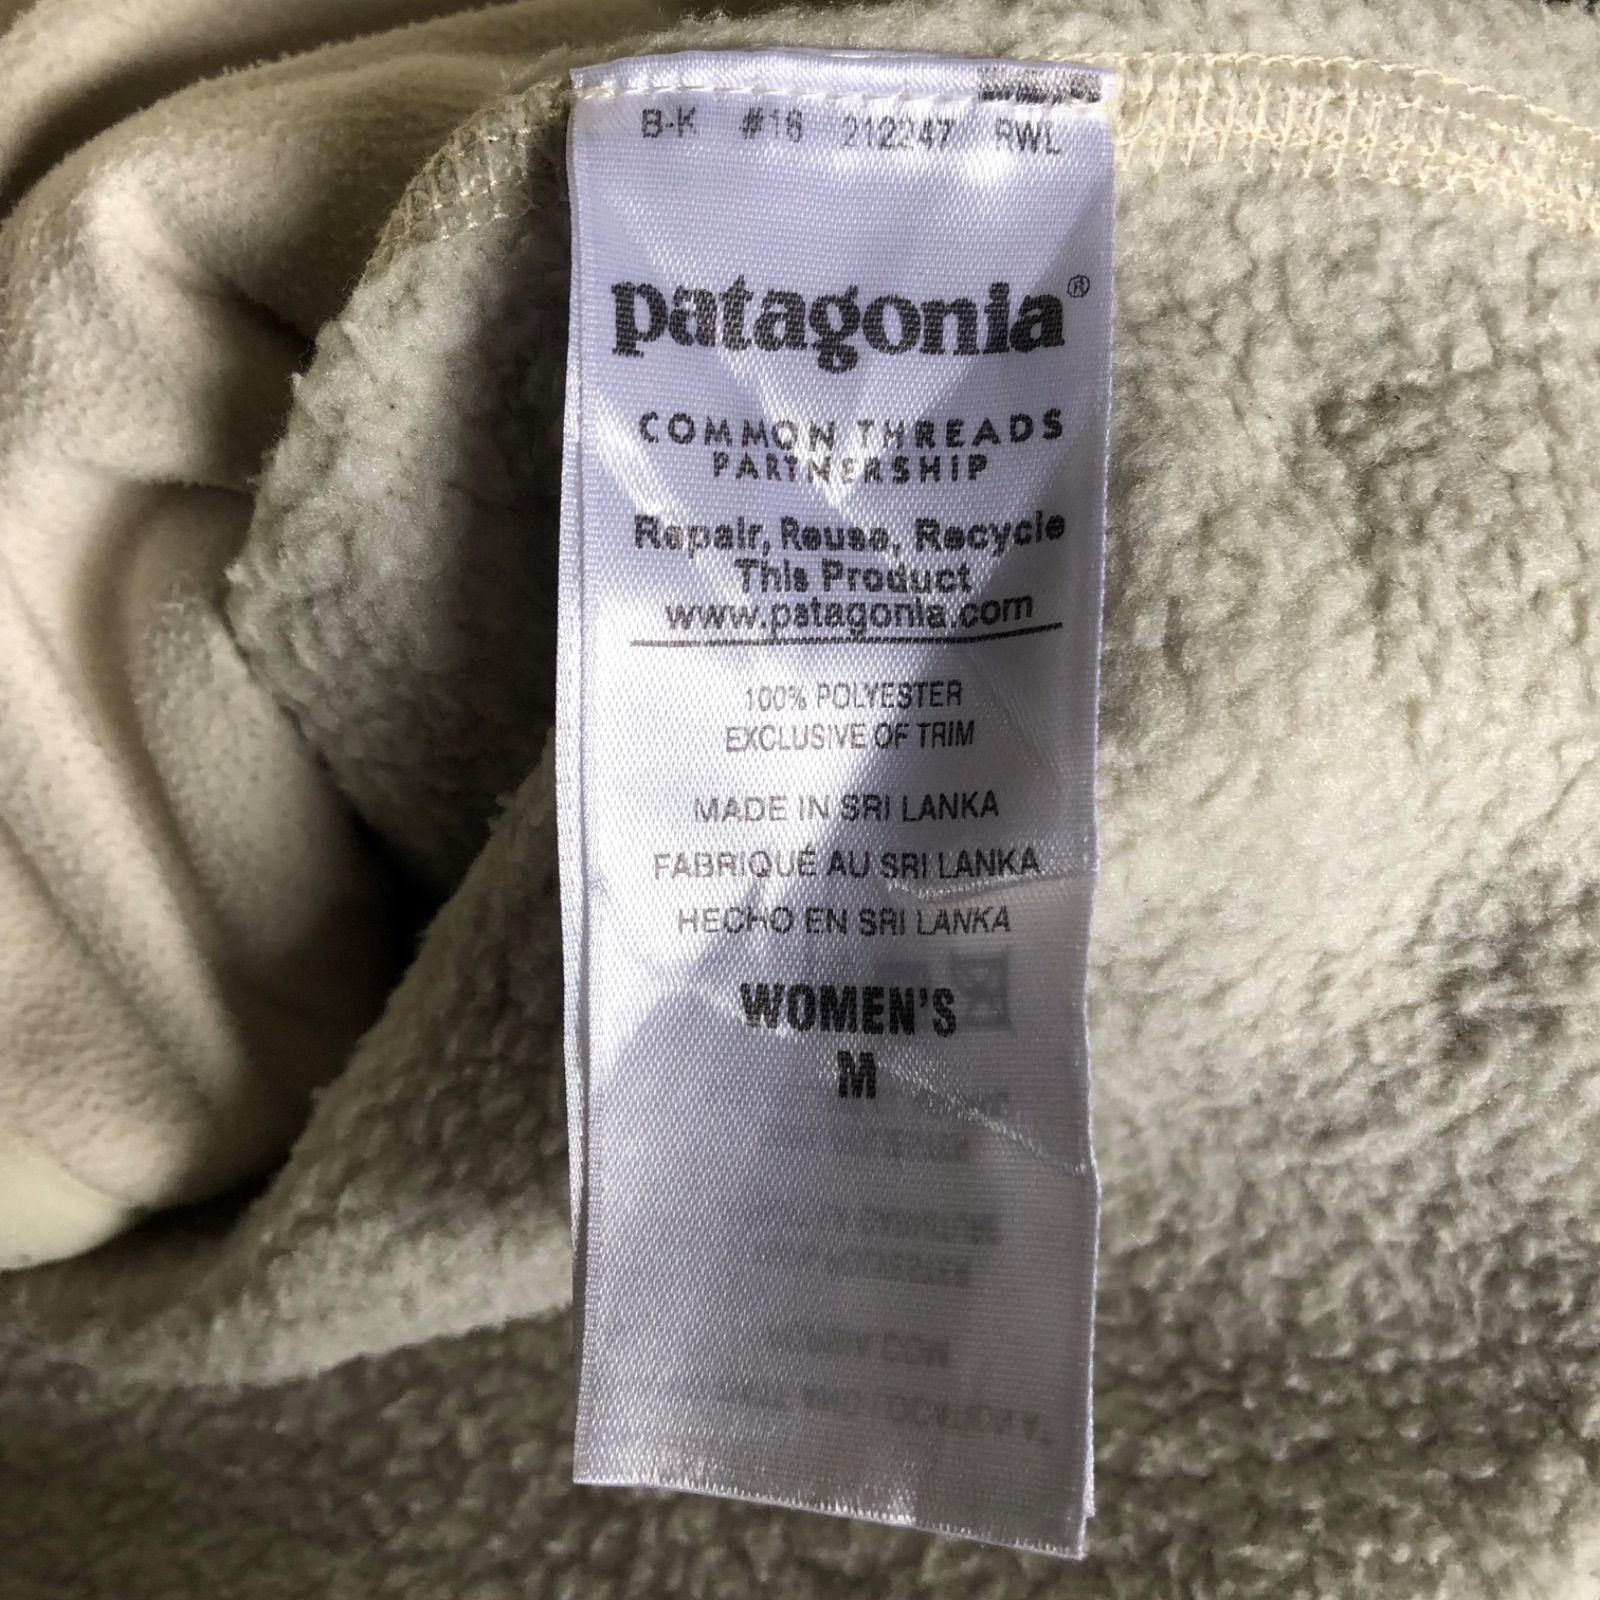 B-K #16 212247 RWL
patagonia®
COMMON THREADS
PARTNERSHIP
Repair, Reuse, Recycle
This Product
www.patagonia.com
100% POLYESTER
EXCLUSIVE OF TRIM
MADE IN SRI LANKA
FABRIQUÉ AU SRI LANKA
HECHO EN SRI LANKA
WOMEN'S
M